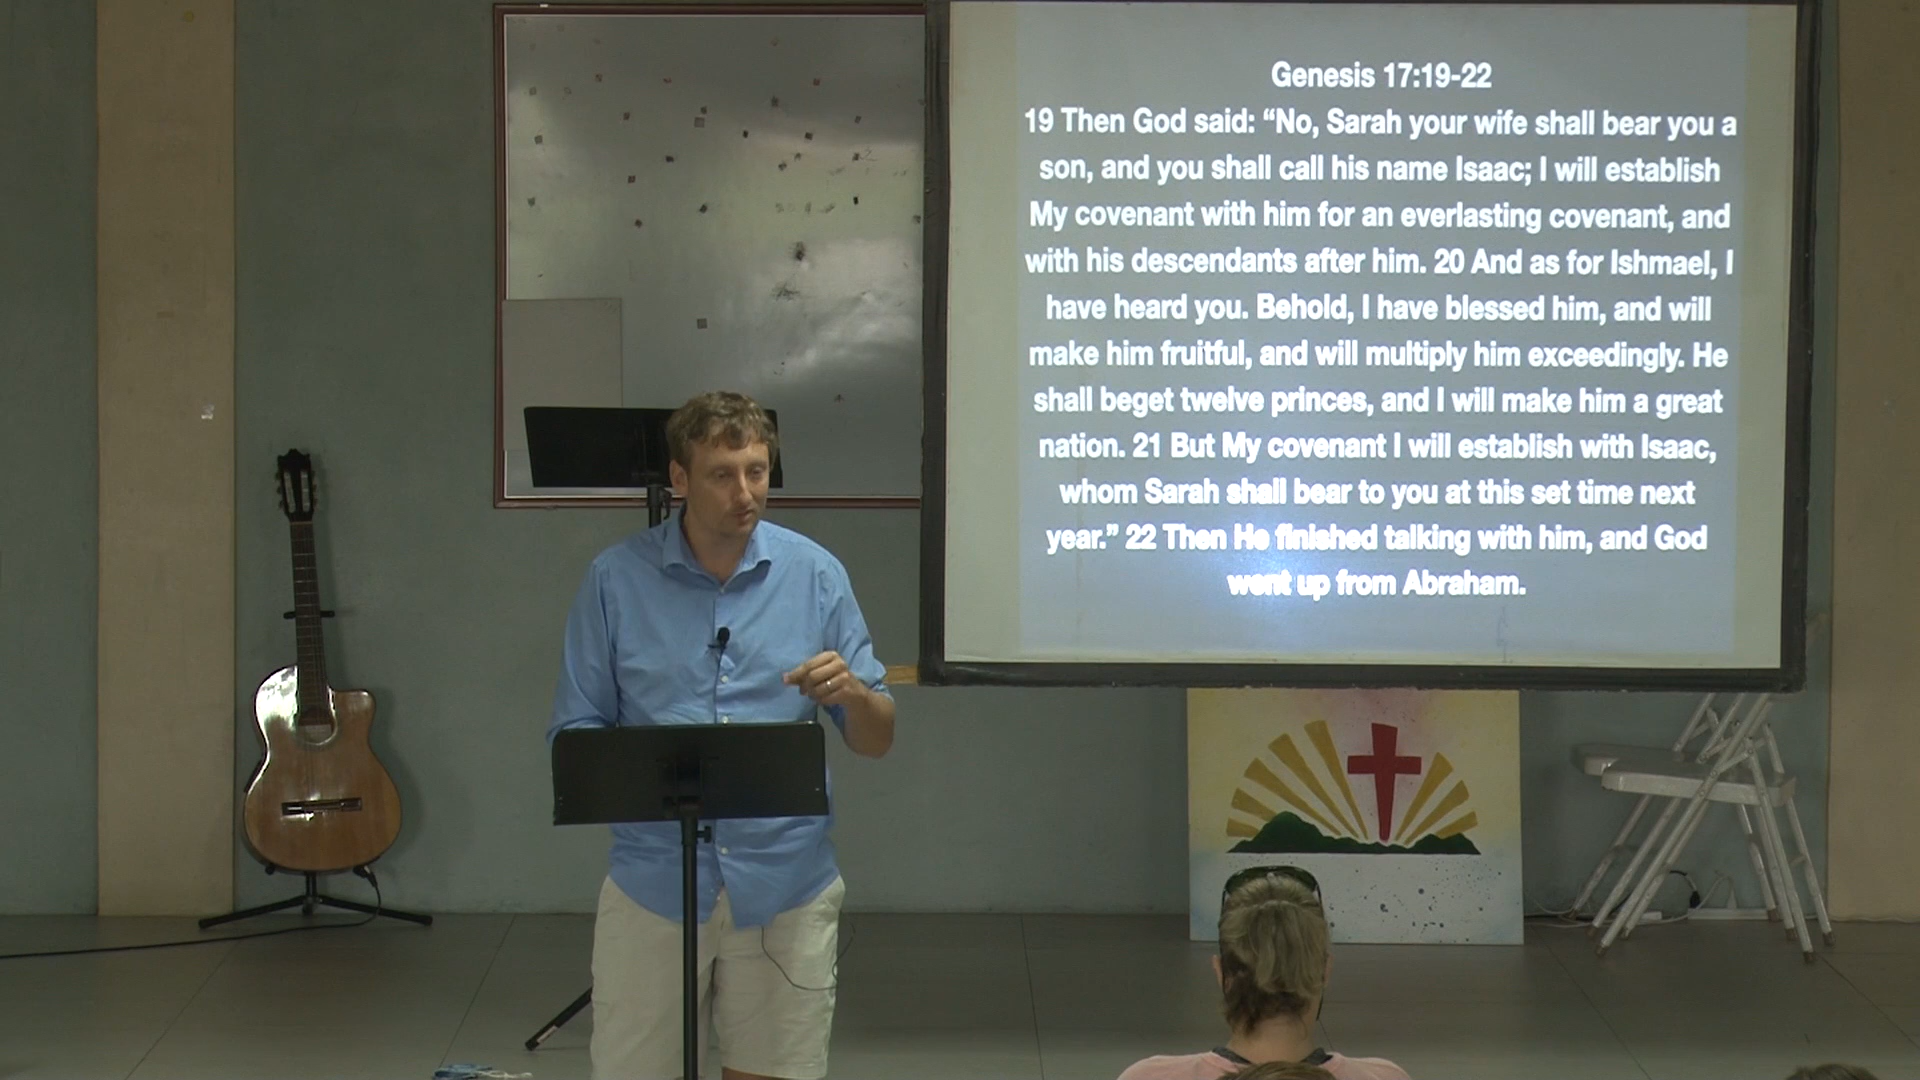 Genesis 17:19-22
19 Then God said: “No, Sarah your wife shall bear you a
son, and you shall call his name Isaac; I will establish
My covenant with him for an everlasting covenant, and
with his descendants after him. 20 And as for Ishmael, I
have heard you. Behold, I have blessed him, and will
make him fruitful, and will multiply him exceedingly. He
shall beget twelve princes, and I will make him a great
nation. 21 But My covenant I will establish with Isaac,
whom Sarah shall bear to you at this set time next
year.” 22 Then He finished talking with him, and God
went up from Abraham.